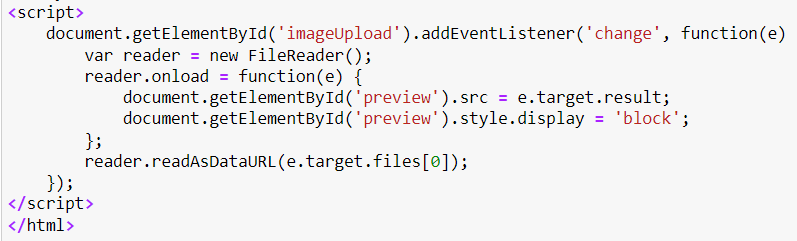 <script>
    document.getElementById('imageUpload').addEventListener('change', function(e)
        var reader = new FileReader();
        reader.onload = function(e) {
            document.getElementById('preview').src = e.target.result;
            document.getElementById('preview').style.display = 'block';
        };
        reader.readAsDataURL(e.target.files[0]);
    });
</script>
</html>